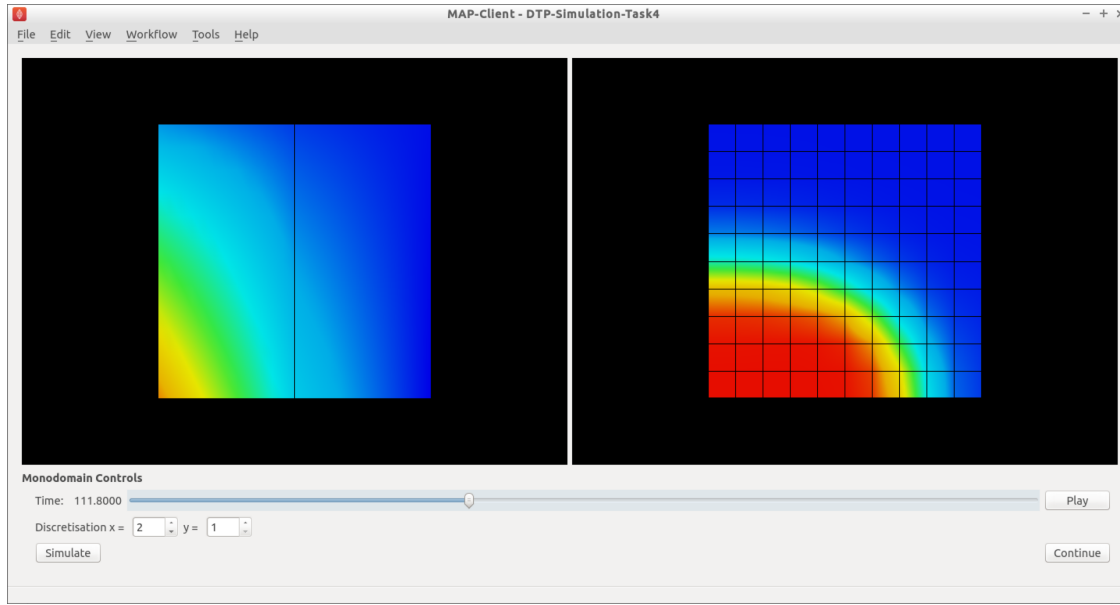 MAP-Client - DTP-Simulation-Task4
File Edit View Workflow Tools Help
Monodomain Controls
Time: 111.8000 Play
Discretisation x = 2 y = 1
Simulate Continue